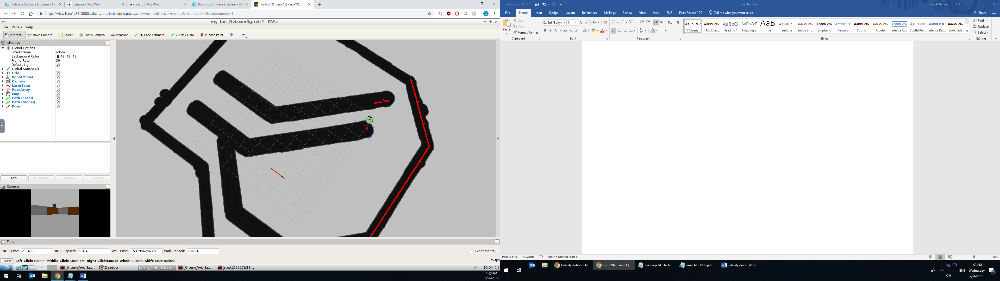 Robotics Software Engineer - Ud
Sensors - ROS Wiki
xacro - ROS Wiki
Robotics Software Engineer - Ud
TurboVNC: unix:1 () - noVNC
https://view1cea1e58-3000.udacity-student-workspaces.com/vnc.html?resize=remote&reconnect=1&autoconnect=1
my_bot_Rvizconfig.rviz* - RViz
File Panels Help
Interact Move Camera Select Focus Camera Measure 2D Pose Estimate 2D Nav Goal Publish Point
Displays
Global Options
Fixed Frame odom
Background Color 48; 48; 48
Frame Rate 30
Default Light
Global Status: Ok
Grid
RobotModel
Camera
LaserScan
PoseArray
Map
Path (Local)
Path (Global)
Pose
Add Duplicate Remove Rename
Camera
Time
ROS Time: 2114.11 ROS Elapsed: 594.48 Wall Time: 1537956256.23 Wall Elapsed: 786.84 Experimental
Reset Left-Click: Rotate. Middle-Click: Move X/Y. Right-Click/Mouse Wheel:: Zoom. Shift: More options. 25 fps
[/home/works... Gazebo my_bot_Rvizco... [/home/works... [root@5227b31... 10:04
1:03 PM
9/26/2018
AutoSave Off udacity.docx Zainab Alaskari
File Home Insert Design Layout References Mailings Review View Help FLIR Foxit Reader PDF Tell me what you want to do Share
Paste Cut
Copy
Format Painter
Clipboard
Calibri (Body) 11
Font
Paragraph
AaBbCcDc AaBbCcDc AaBbCc AaBbCcD AaB AaBbCcD AaBbCcDc AaBbCcDc AaBbCcDc AaBbCcDc AaBbCcDc AaBbCcDc AaBbCcDc AaBbCcDc AaBbCcDc
¶ Normal ¶ No Spac... Heading 1 Heading 2 Title Subtitle Subtle Em... Emphasis Intense E... Strong Quote Intense Q... Subtle Ref... Intense Re... Book Title
Styles
Find
Replace
Select
Editing
Page 8 of 8 10 words English (United States) 156%
Udacity Robotics N... TurboVNC: unix:1 (... ros msgs.txt - Note amcl.txt - Notepad udacity.docx - Word
ENG
1:03 PM
Wednesday
9/26/2018
2